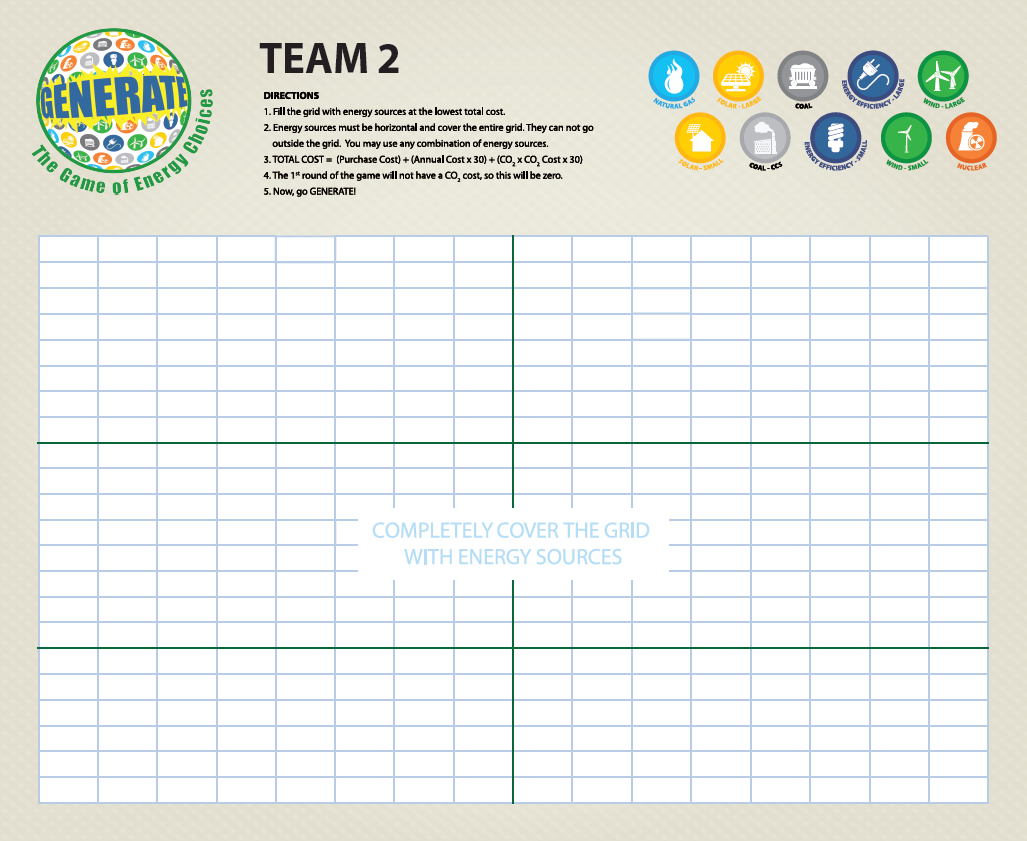 GENERATE
The Game of Energy Choices
TEAM 2
DIRECTIONS
1. Fill the grid with energy sources at the lowest total cost.
2. Energy sources must be horizontal and cover the entire grid. They can not go
outside the grid. You may use any combination of energy sources.
3. TOTAL COST = (Purchase Cost) + (Annual Cost x 30) + (CO₂ x CO₂ Cost x 30)
4. The 1ˢᵗ round of the game will not have a CO₂ cost, so this will be zero.
5. Now, go GENERATE!
NATURAL GAS
SOLAR - LARGE
COAL
ENERGY EFFICIENCY - LARGE
WIND - LARGE
SOLAR - SMALL
COAL - CCS
ENERGY EFFICIENCY - SMALL
WIND - SMALL
NUCLEAR
COMPLETELY COVER THE GRID
WITH ENERGY SOURCES